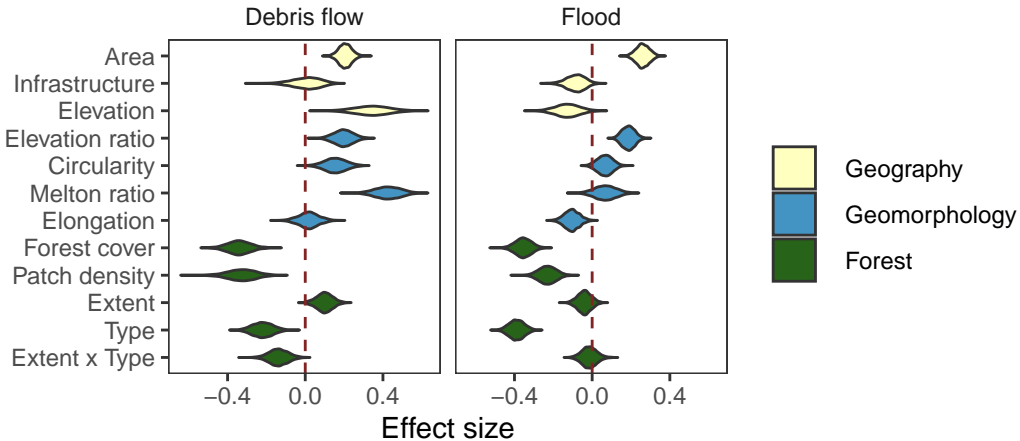 Debris flow
Flood
Area
Infrastructure
Elevation
Elevation ratio
Circularity
Melton ratio
Elongation
Forest cover
Patch density
Extent
Type
Extent x Type
−0.4 0.0 0.4
−0.4 0.0 0.4
Effect size
Geography
Geomorphology
Forest